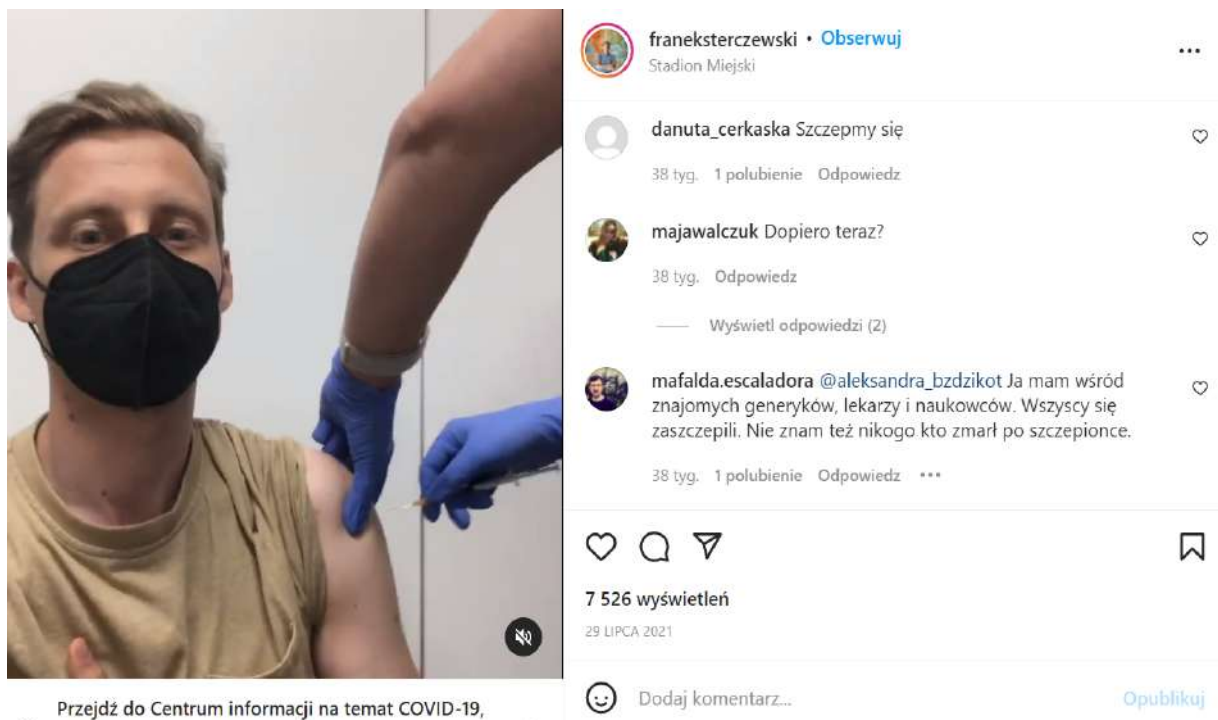 franeksterczewski • Obserwuj
Stadion Miejski
danuta_cerkaska Szczepmy się
38 tyg. 1 polubienie Odpowiedz
majawalczuk Dopiero teraz?
38 tyg. Odpowiedz
Wyświetl odpowiedzi (2)
mafalda.escaladora @aleksandra_bzdzikot Ja mam wśród
znajomych generyków, lekarzy i naukowców. Wszyscy się
zaszczepili. Nie znam też nikogo kto zmarł po szczepionce.
38 tyg. 1 polubienie Odpowiedz
7 526 wyświetleń
29 LIPCA 2021
Dodaj komentarz... Opublikuj
Przejdź do Centrum informacji na temat COVID-19,